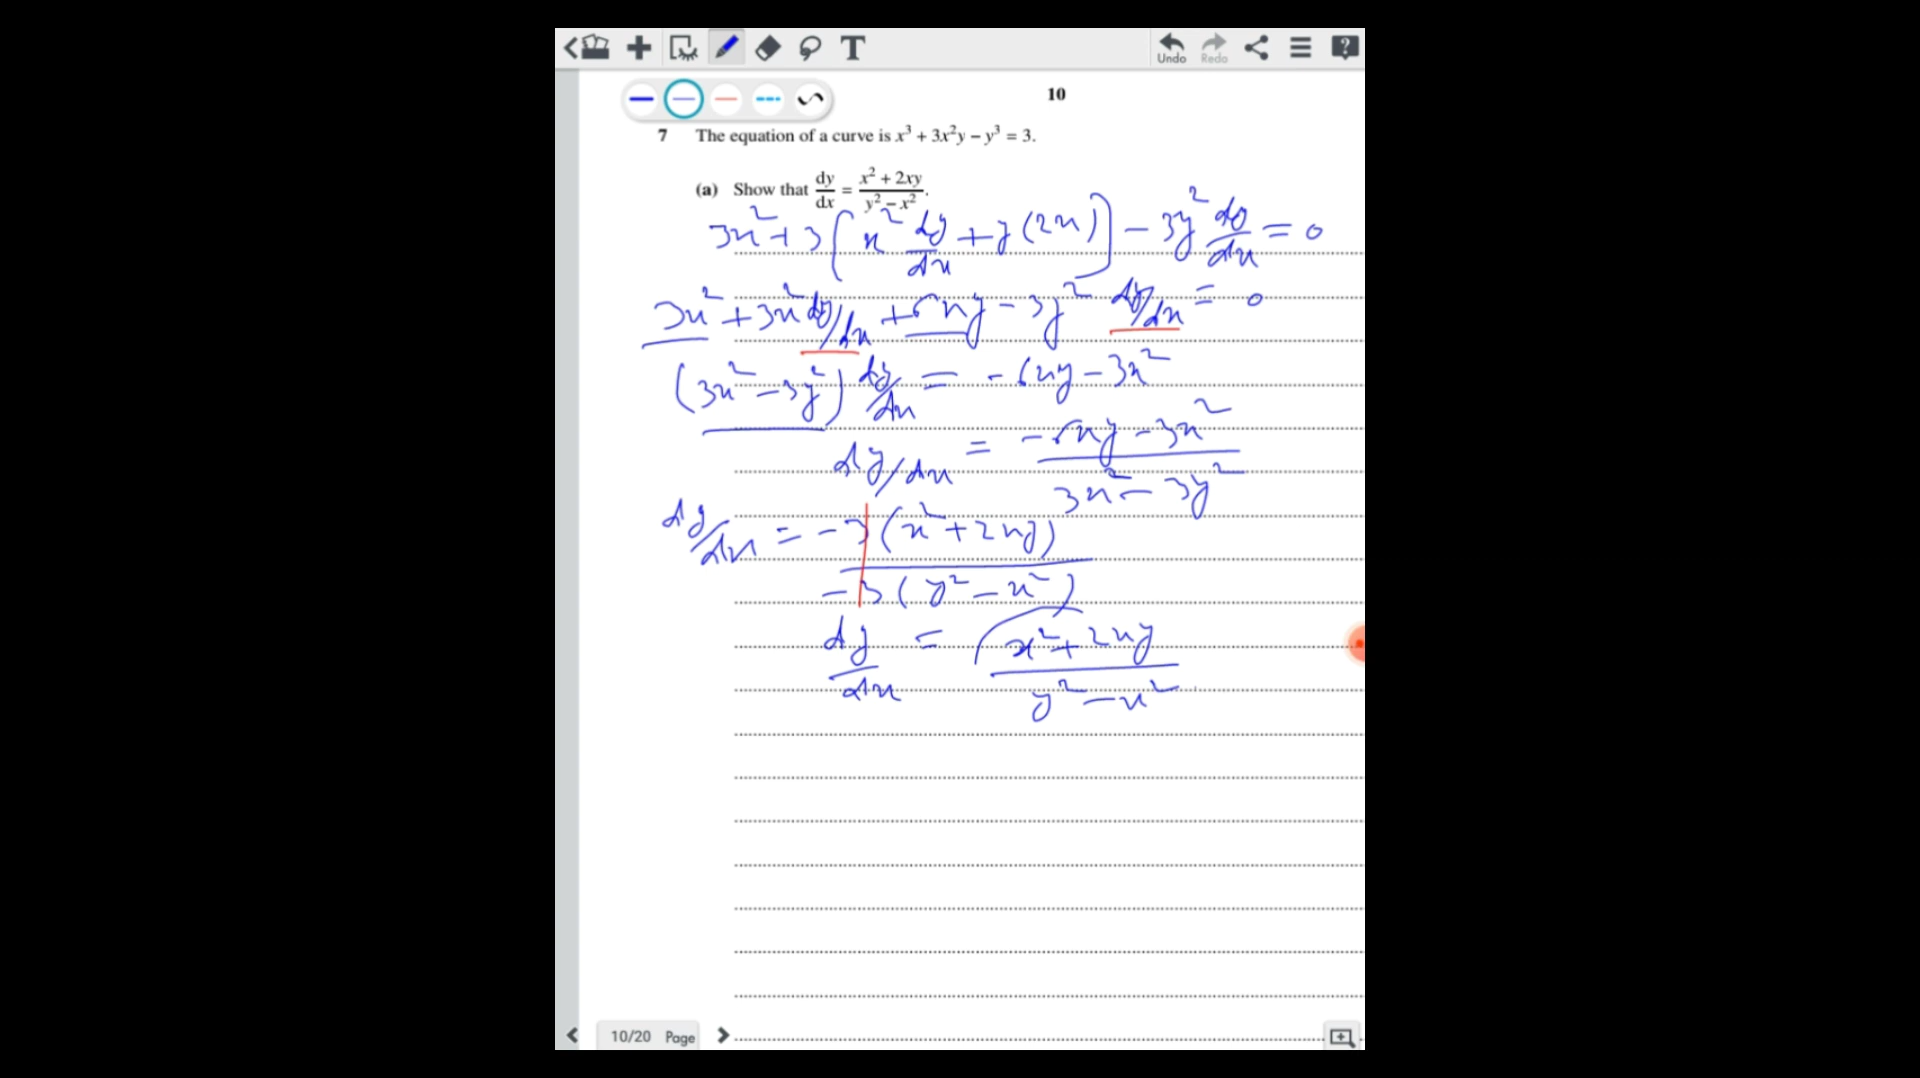 Undo Redo
10
7 The equation of a curve is x³ + 3x²y − y³ = 3.
(a) Show that dy/dx = (x² + 2xy)/(y² − x²).
3x² + 3[x² dy/dx + y(2x)] − 3y² dy/dx = 0
3x² + 3x² dy/dx + 6xy − 3y² dy/dx = 0
(3x² − 3y²) dy/dx = −6xy − 3x²
dy/dx = (−6xy − 3x²)/(3x² − 3y²)
dy/dx = −3(x² + 2xy)/−3(y² − x²)
dy/dx = (x² + 2xy)/(y² − x²)
10/20 Page